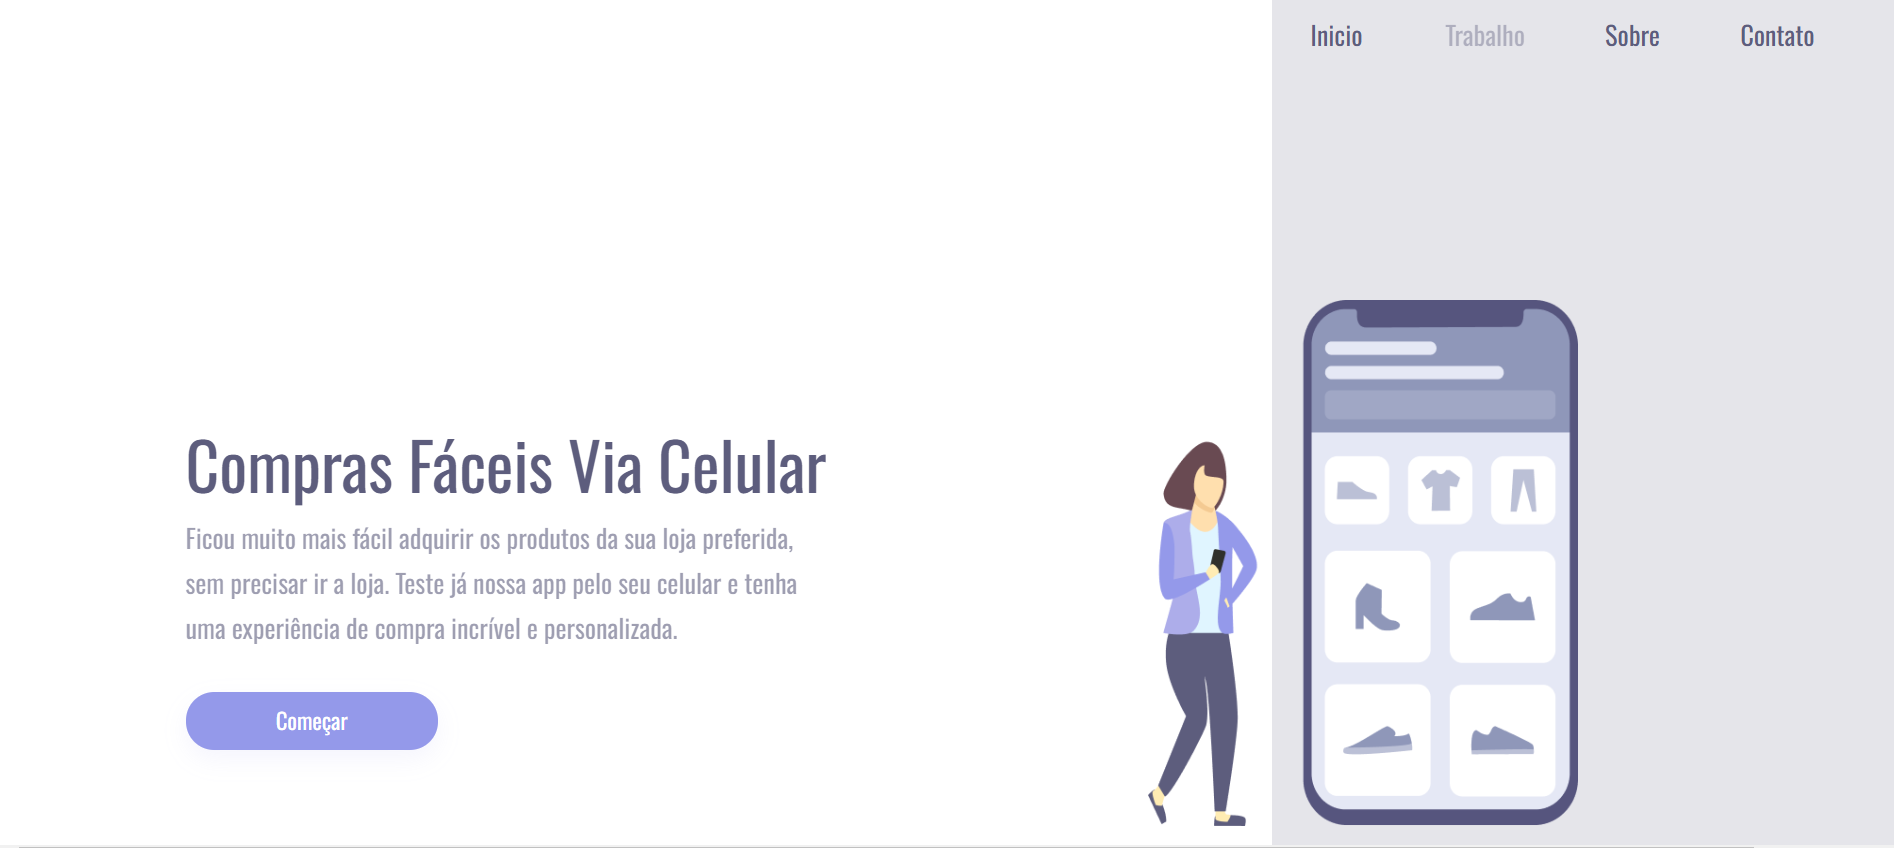 Inicio Trabalho Sobre Contato
Compras Fáceis Via Celular
Ficou muito mais fácil adquirir os produtos da sua loja preferida,
sem precisar ir a loja. Teste já nossa app pelo seu celular e tenha
uma experiência de compra incrível e personalizada.
Começar